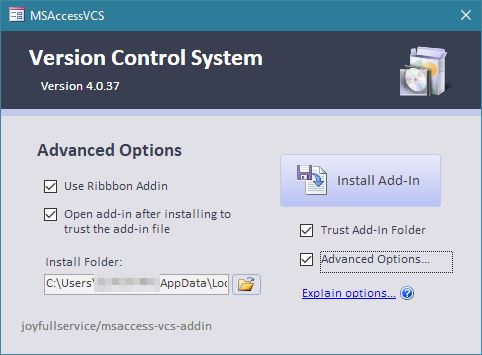 MSAccessVCS
Version Control System
Version 4.0.37
Advanced Options
Use Ribbbon Addin
Open add-in after installing to
trust the add-in file
Install Folder:
C:\Users\ AppData\Loc
Install Add-In
Trust Add-In Folder
Advanced Options...
Explain options...
joyfullservice/msaccess-vcs-addin